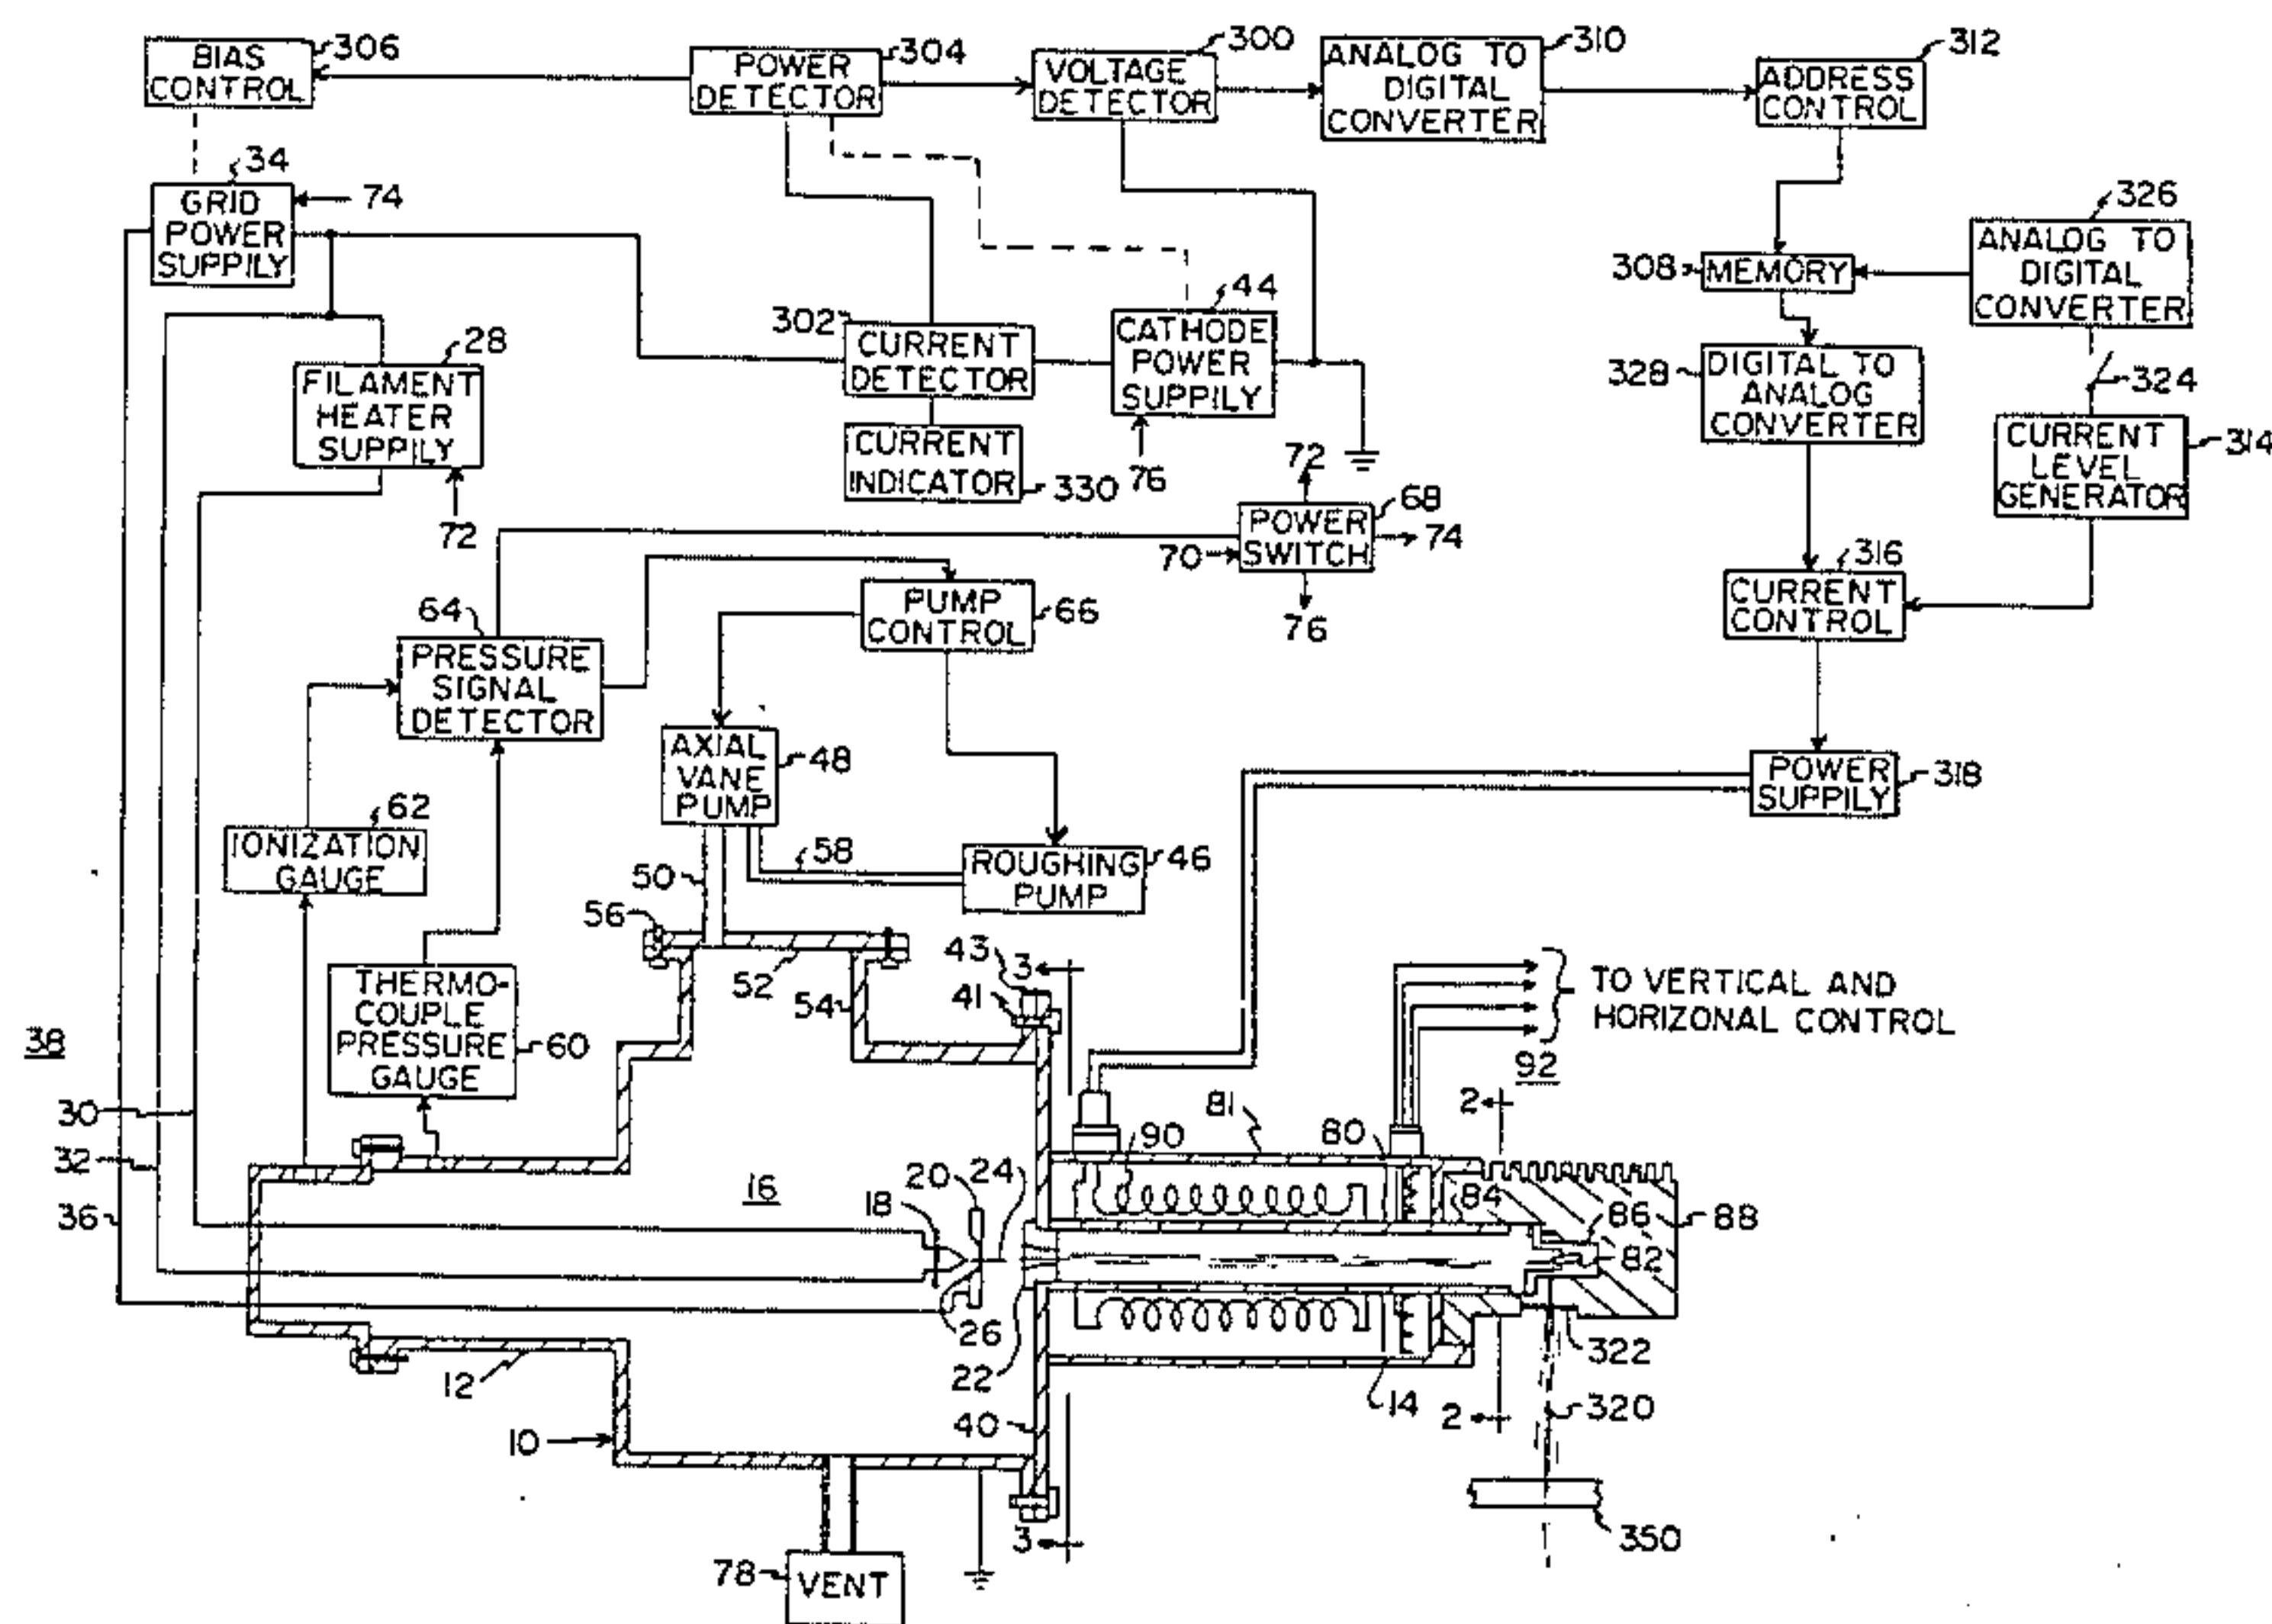 BIAS
CONTROL
306
POWER
DETECTOR
304
VOLTAGE
DETECTOR
300
ANALOG TO
DIGITAL
CONVERTER
310
ADDRESS
CONTROL
312
34
GRID
POWER
SUPPILY
74
326
ANALOG TO
DIGITAL
CONVERTER
308
MEMORY
28
FILAMENT
HEATER
SUPPILY
72
302
CURRENT
DETECTOR
44
CATHODE
POWER
SUPPILY
76
CURRENT
INDICATOR
330
328
DIGITAL TO
ANALOG
CONVERTER
324
CURRENT
LEVEL
GENERATOR
314
72
POWER
SWITCH
68
70
74
76
316
CURRENT
CONTROL
64
PRESSURE
SIGNAL
DETECTOR
PUMP
CONTROL
66
AXIAL
VANE
PUMP
48
POWER
SUPPILY
318
62
IONIZATION
GAUGE
50
58
ROUGHING
PUMP
46
56
52
54
43
41
3
TO VERTICAL AND
HORIZONAL CONTROL
92
THERMO-
COUPLE
PRESSURE
GAUGE
60
38
30
32
36
16
18
20
24
26
22
90
81
80
2
84
86
82
88
12
10
40
14
2
322
320
350
3
78
VENT